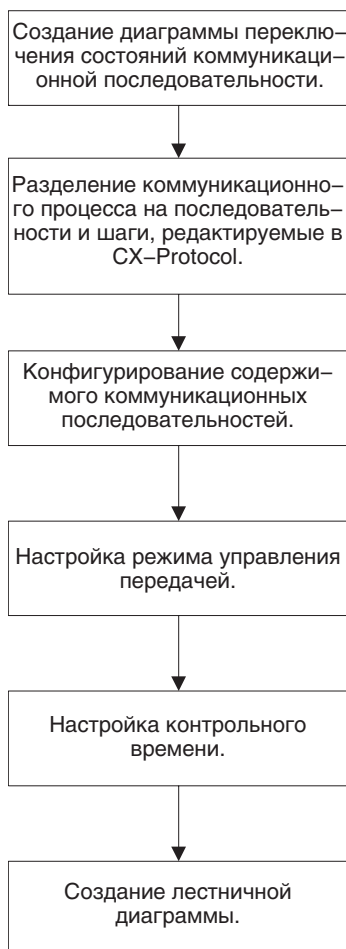 Создание диаграммы переклю–
чения состояний коммуникаци–
онной последовательности.
Разделение коммуникационно–
го процесса на последователь–
ности и шаги, редактируемые в
CX–Protocol.
Конфигурирование содержи–
мого коммуникационных
последовательностей.
Настройка режима управления
передачей.
Настройка контрольного
времени.
Создание лестничной
диаграммы.